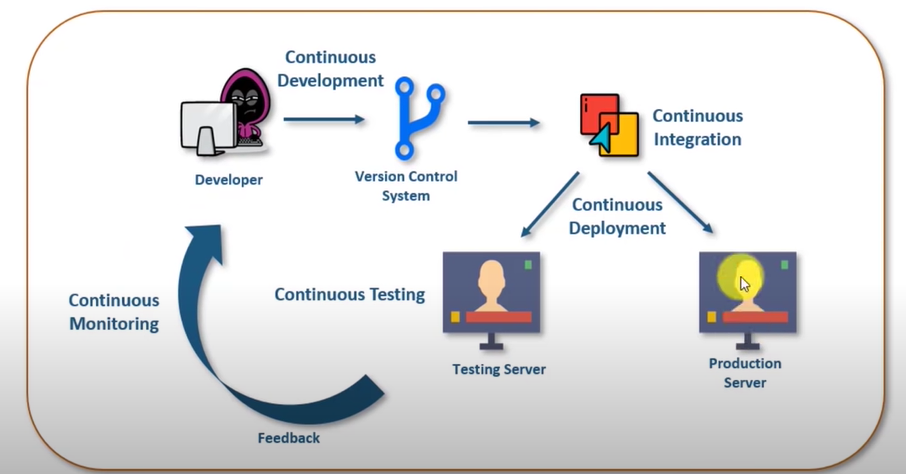 Continuous
Development
Developer
Version Control
System
Continuous
Integration
Continuous
Deployment
Continuous
Monitoring
Continuous Testing
Testing Server
Production
Server
Feedback